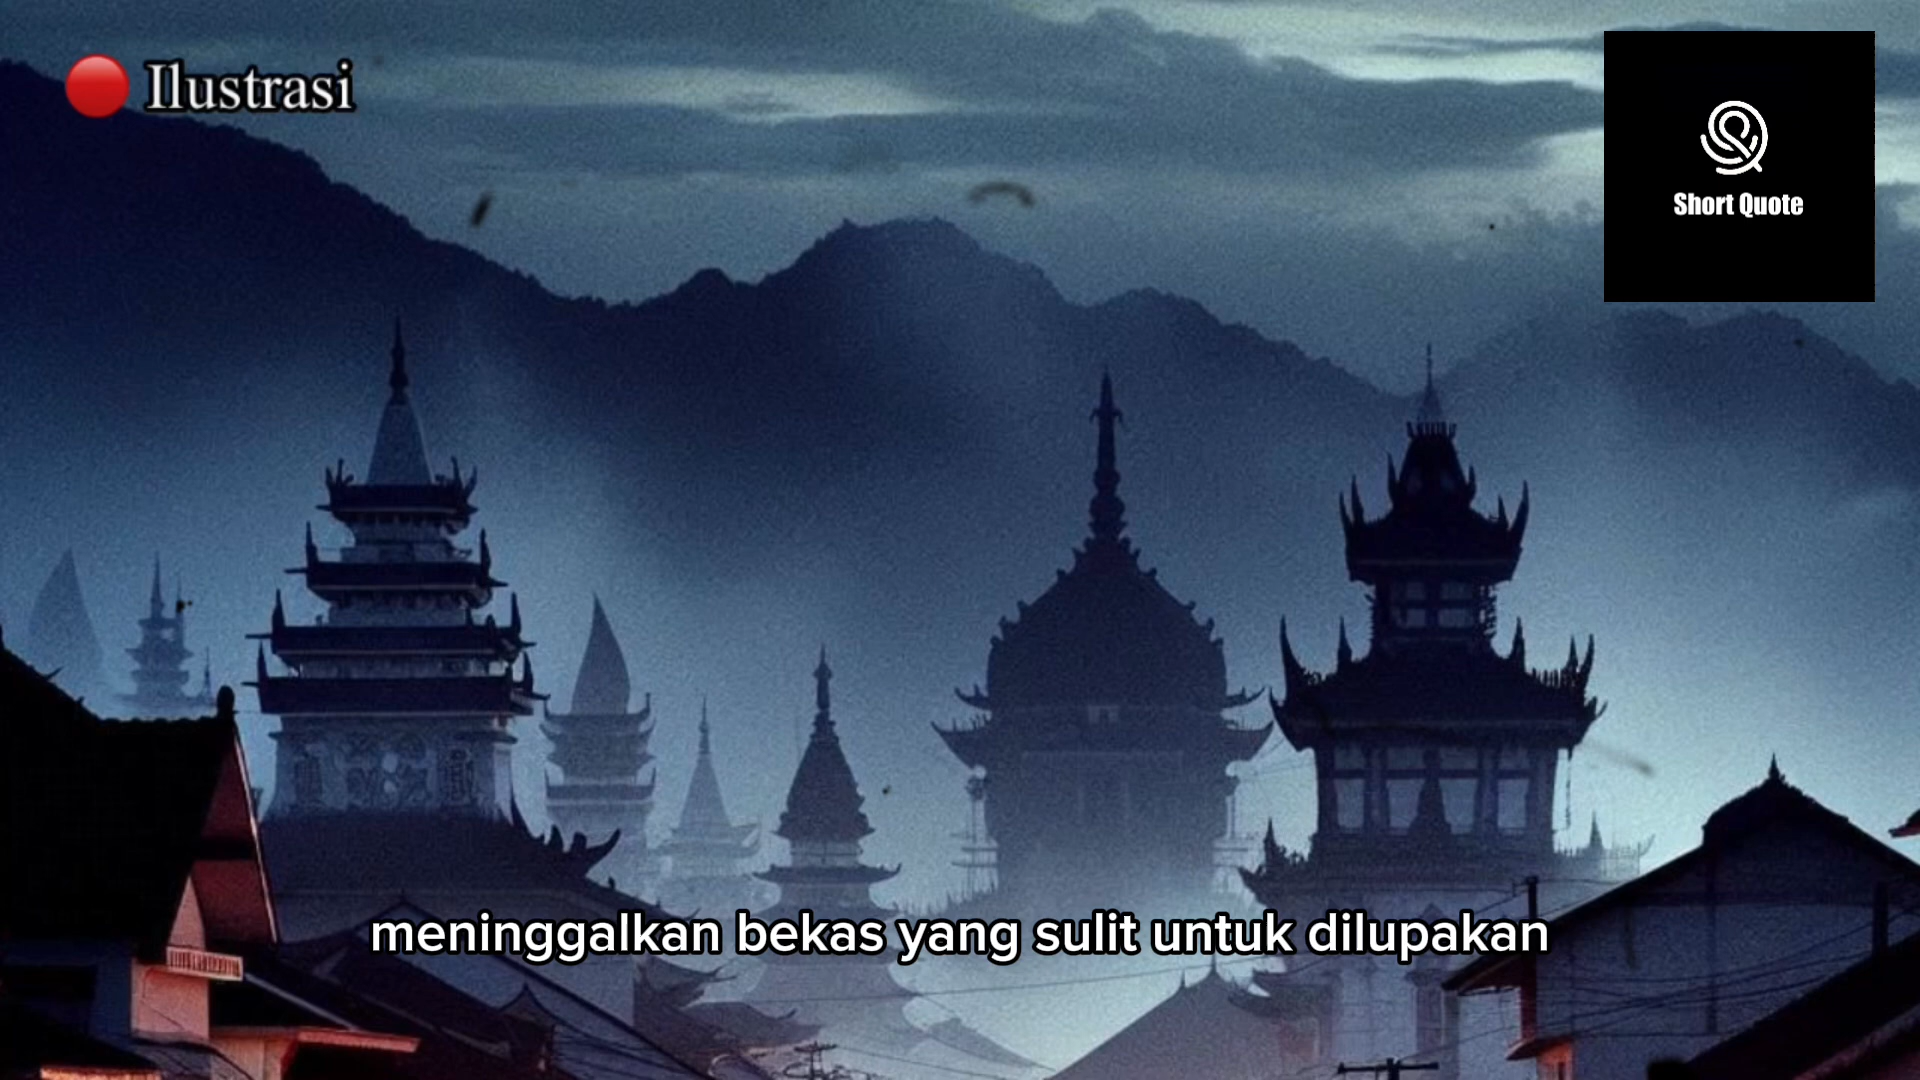 Ilustrasi
Short Quote
meninggalkan bekas yang sulit untuk dilupakan